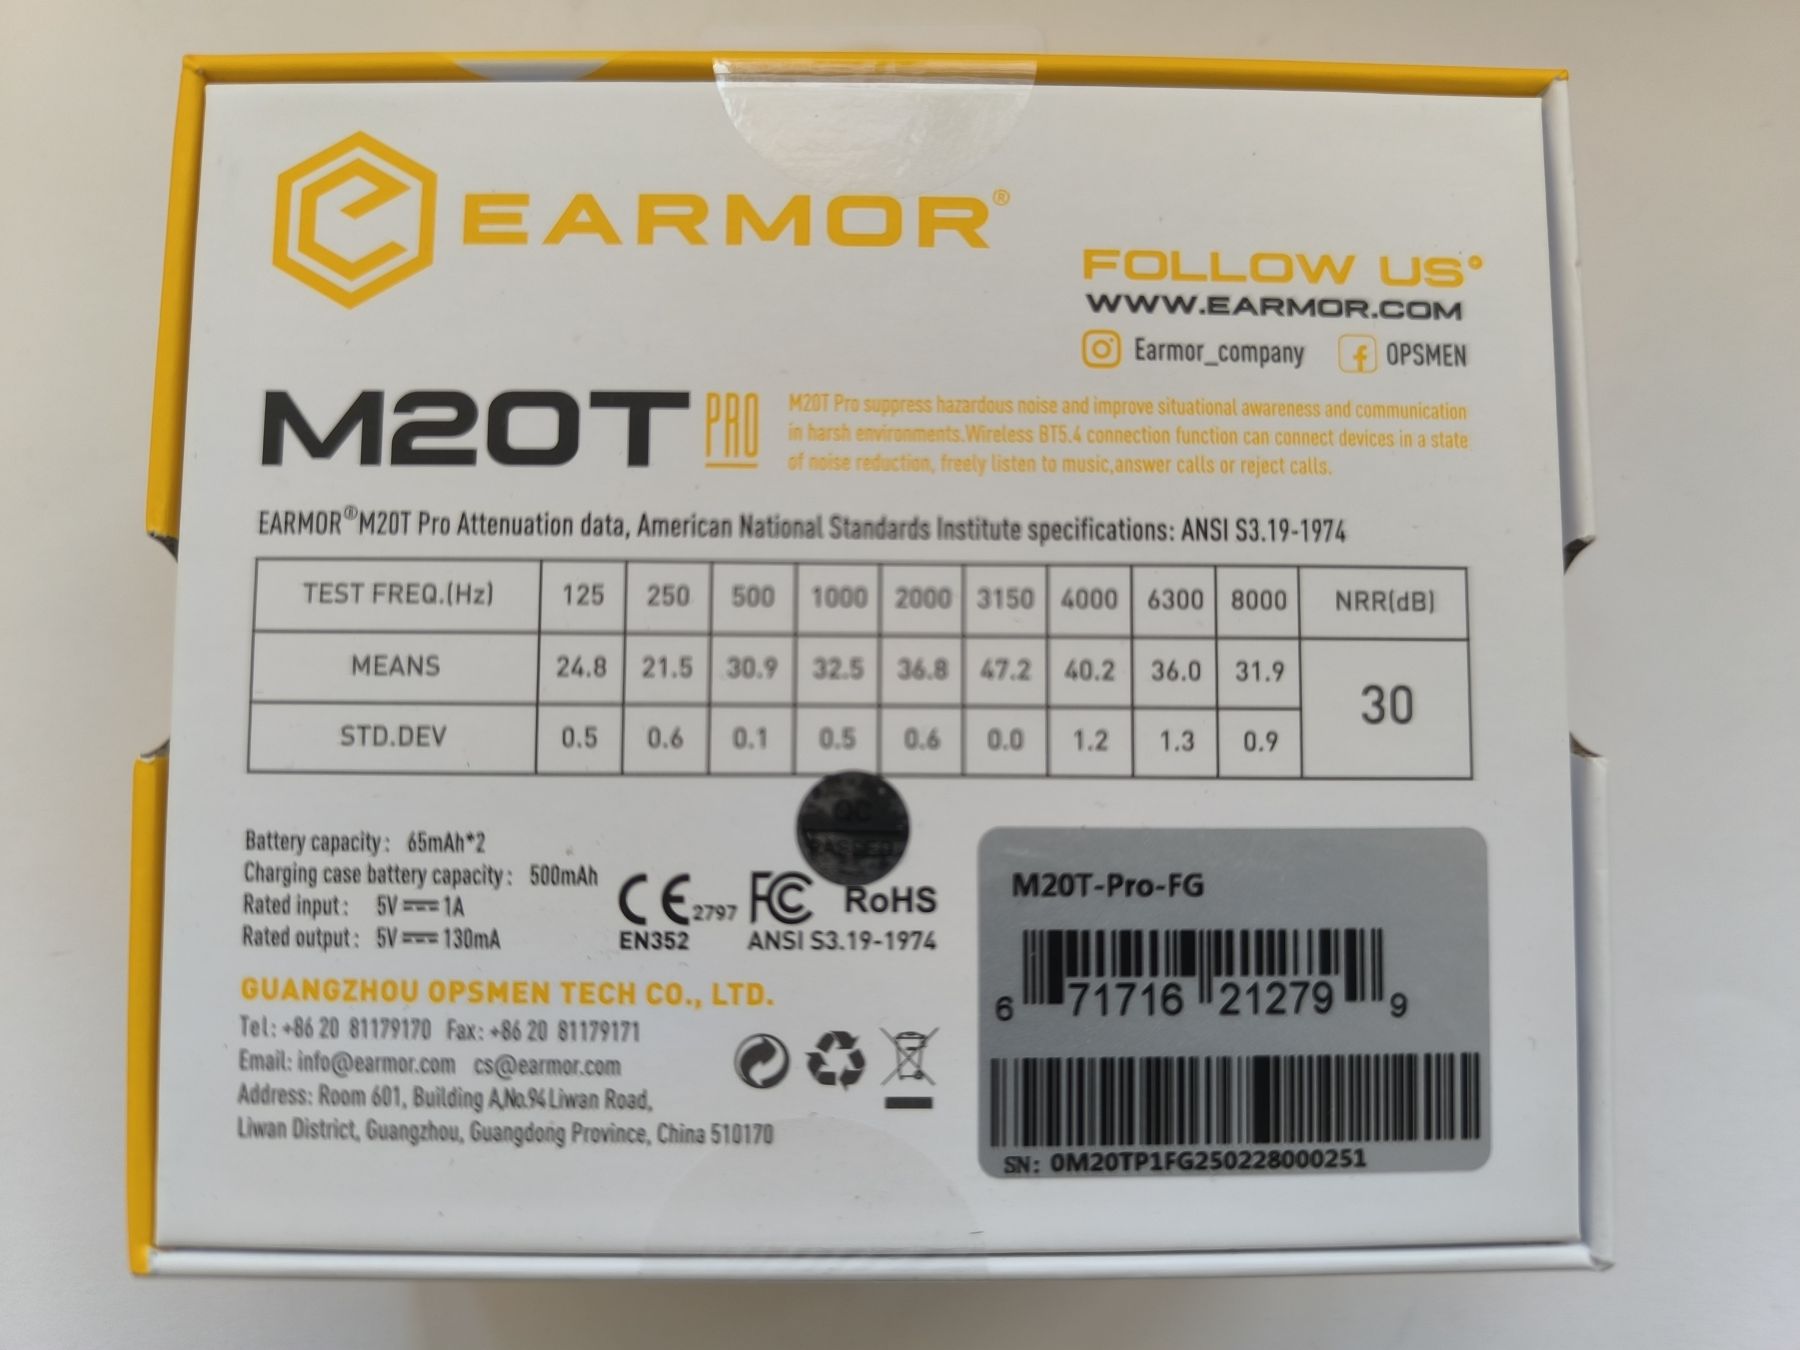 EARMOR®
FOLLOW US
WWW.EARMOR.COM
Earmor_company OPSMEN
M20T PRO
M20T Pro suppress hazardous noise and improve situational awareness and communication
in harsh environments.Wireless BT5.4 connection function can connect devices in a state
of noise reduction, freely listen to music,answer calls or reject calls.
EARMOR®M20T Pro Attenuation data, American National Standards Institute specifications: ANSI S3.19-1974
TEST FREQ.(Hz) 125 250 500 1000 2000 3150 4000 6300 8000 NRR(dB)
MEANS 24.8 21.5 30.9 32.5 36.8 47.2 40.2 36.0 31.9 30
STD.DEV 0.5 0.6 0.1 0.5 0.6 0.0 1.2 1.3 0.9
QC
PASSED
Battery capacity: 65mAh*2
Charging case battery capacity: 500mAh
Rated input: 5V⎓1A
Rated output: 5V⎓130mA
CE 2797 FC RoHS
EN352 ANSI S3.19-1974
GUANGZHOU OPSMEN TECH CO., LTD.
Tel: +86 20 81179170 Fax: +86 20 81179171
Email: info@earmor.com cs@earmor.com
Address: Room 601, Building A,No.94 Liwan Road,
Liwan District, Guangzhou, Guangdong Province, China 510170
M20T-Pro-FG
6 71716 21279 9
SN: 0M20TP1FG250228000251